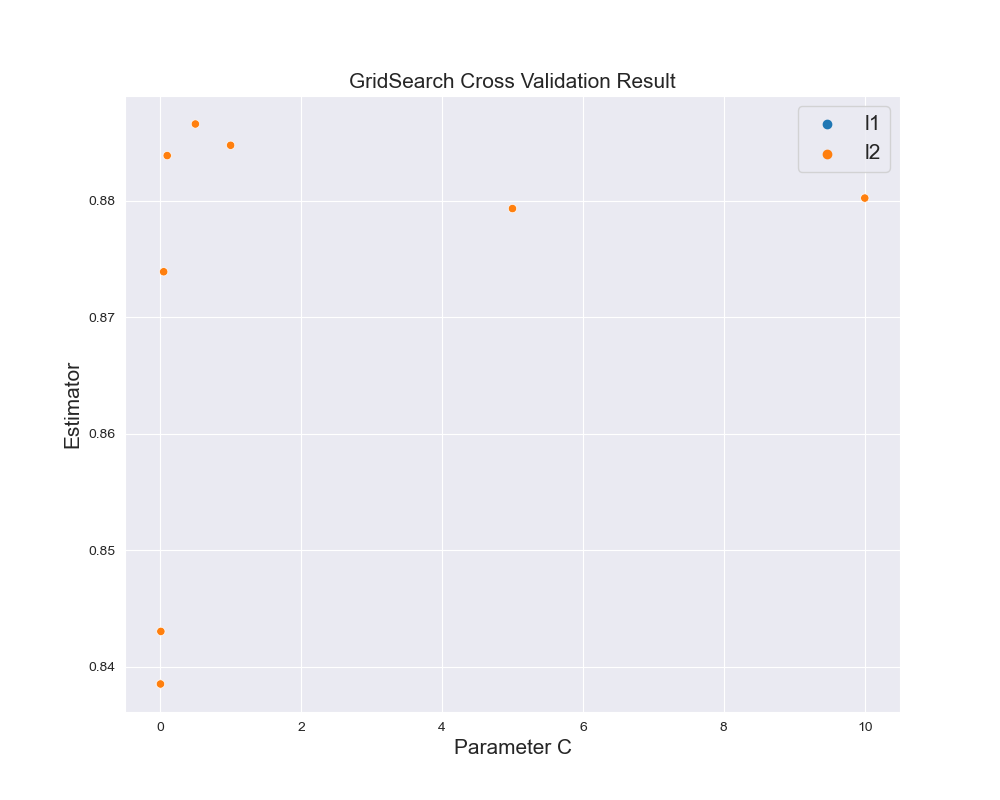 GridSearch Cross Validation Result
l1
l2
0.88
0.87
0.86
0.85
0.84
Estimator
0 2 4 6 8 10
Parameter C